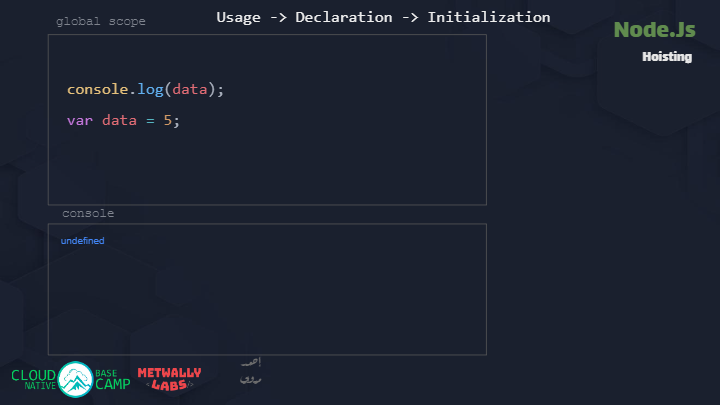 Usage -> Declaration -> Initialization
global scope
Node.Js
Hoisting
console.log(data);
var data = 5;
console
undefined
CLOUD NATIVE
BASE CAMP
METWALLY
<LABS/>